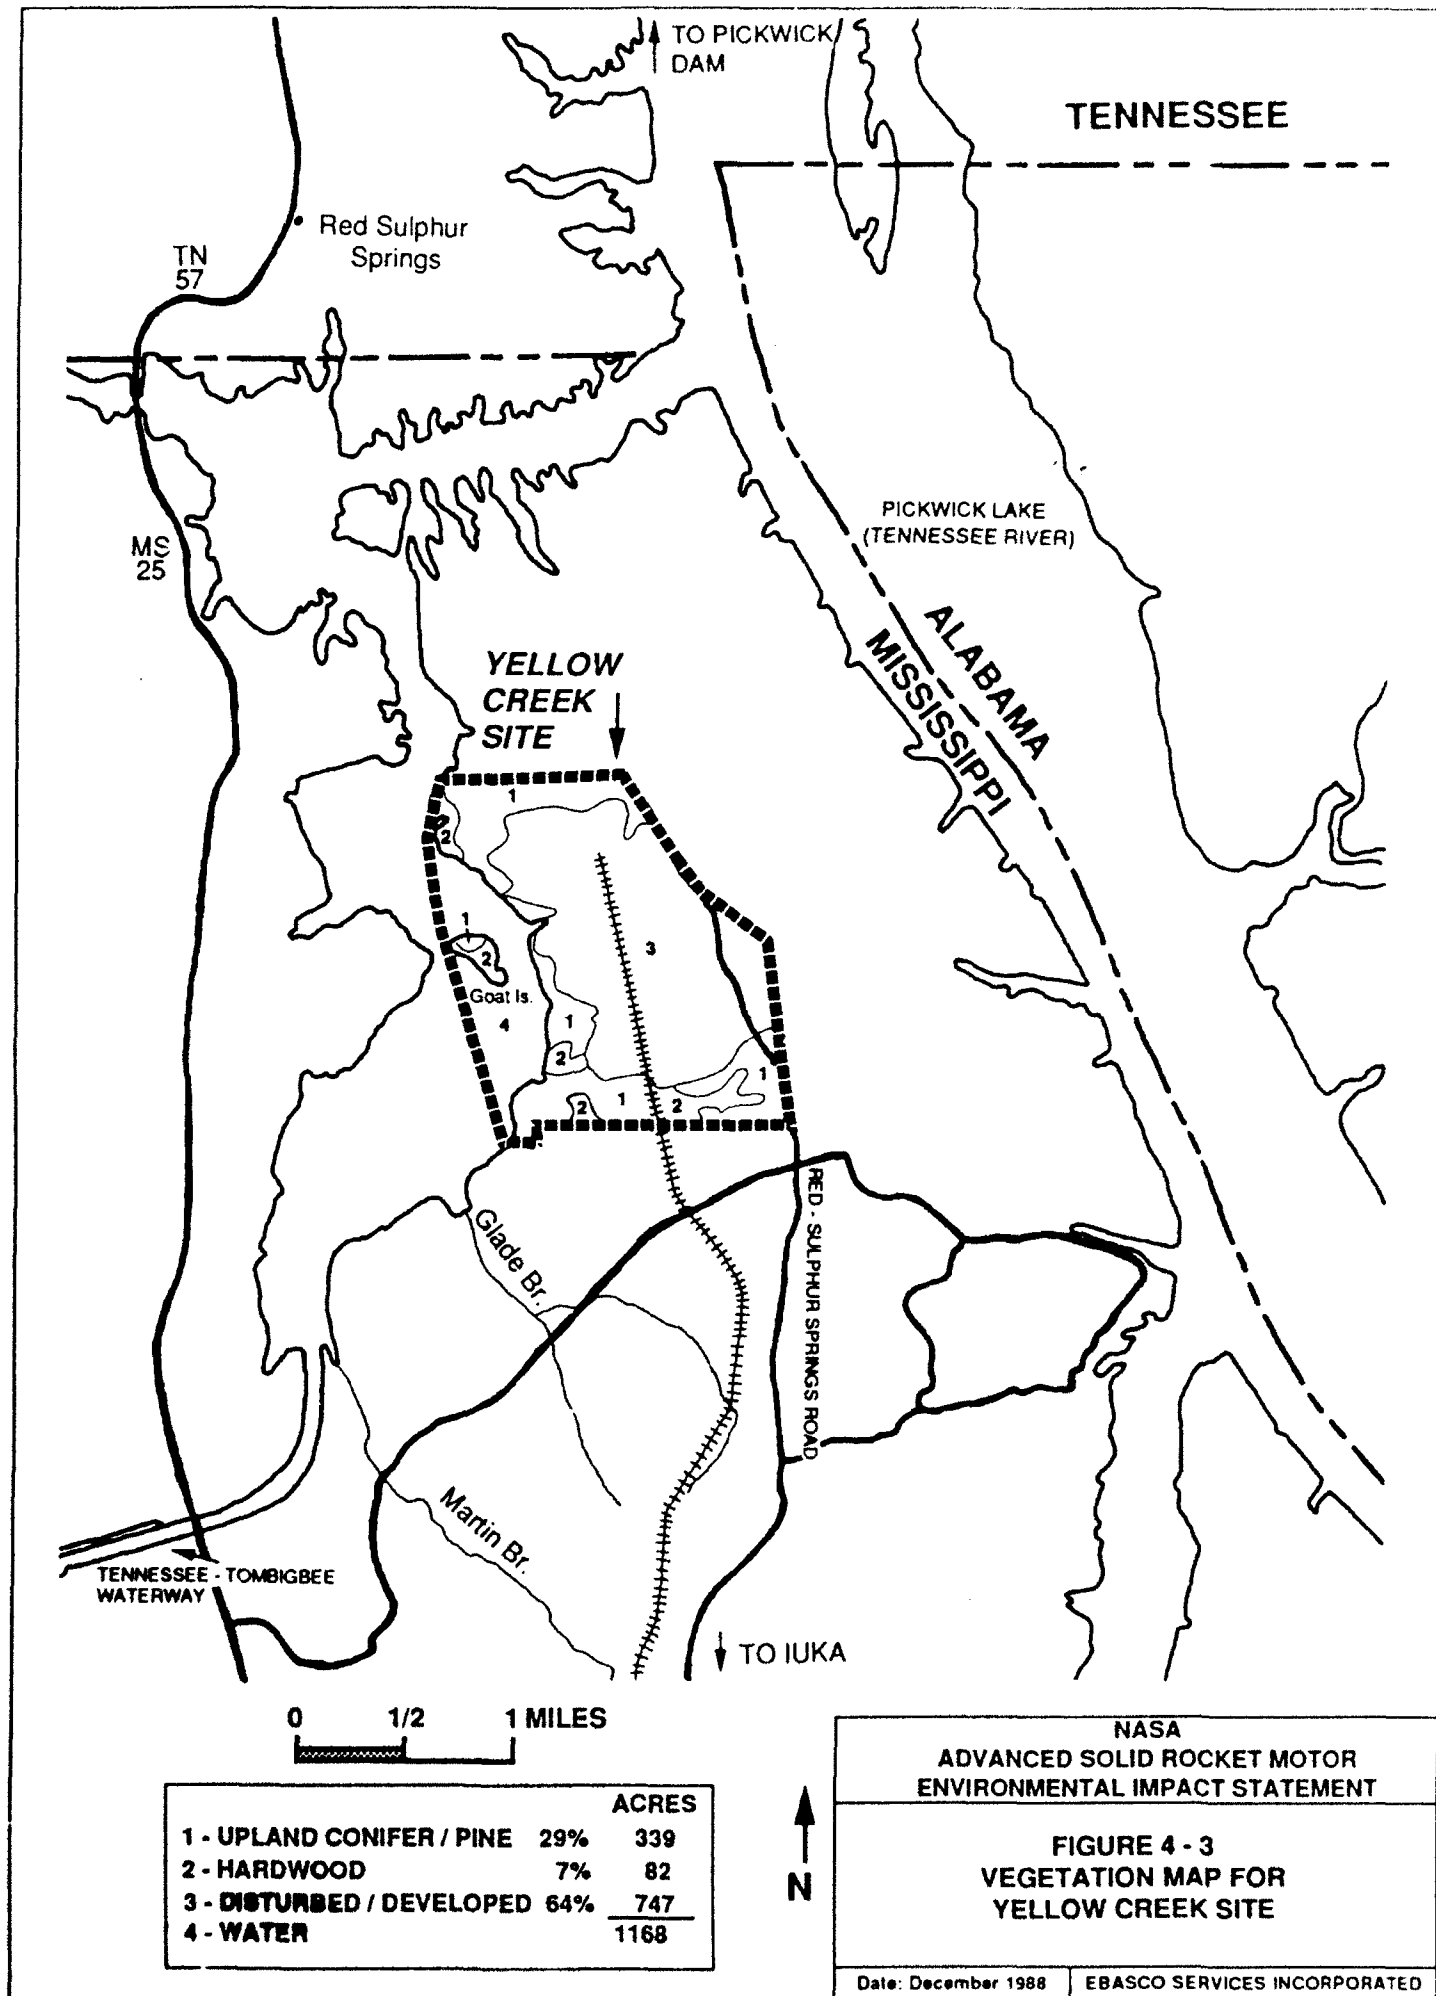 TO PICKWICK
DAM
TENNESSEE
Red Sulphur
Springs
TN
57
PICKWICK LAKE
(TENNESSEE RIVER)
MS
25
ALABAMA
MISSISSIPPI
YELLOW
CREEK
SITE
1
2
1
2
3
Goat Is.
4
1
2
1
2
1
2
RED - SULPHUR SPRINGS ROAD
Glade Br.
Martin Br.
TENNESSEE - TOMBIGBEE
WATERWAY
TO IUKA
0 1/2 1 MILES
ACRES
1 - UPLAND CONIFER / PINE 29% 339
2 - HARDWOOD 7% 82
3 - DISTURBED / DEVELOPED 64% 747
4 - WATER 1168
N
NASA
ADVANCED SOLID ROCKET MOTOR
ENVIRONMENTAL IMPACT STATEMENT
FIGURE 4 - 3
VEGETATION MAP FOR
YELLOW CREEK SITE
Date: December 1988 EBASCO SERVICES INCORPORATED